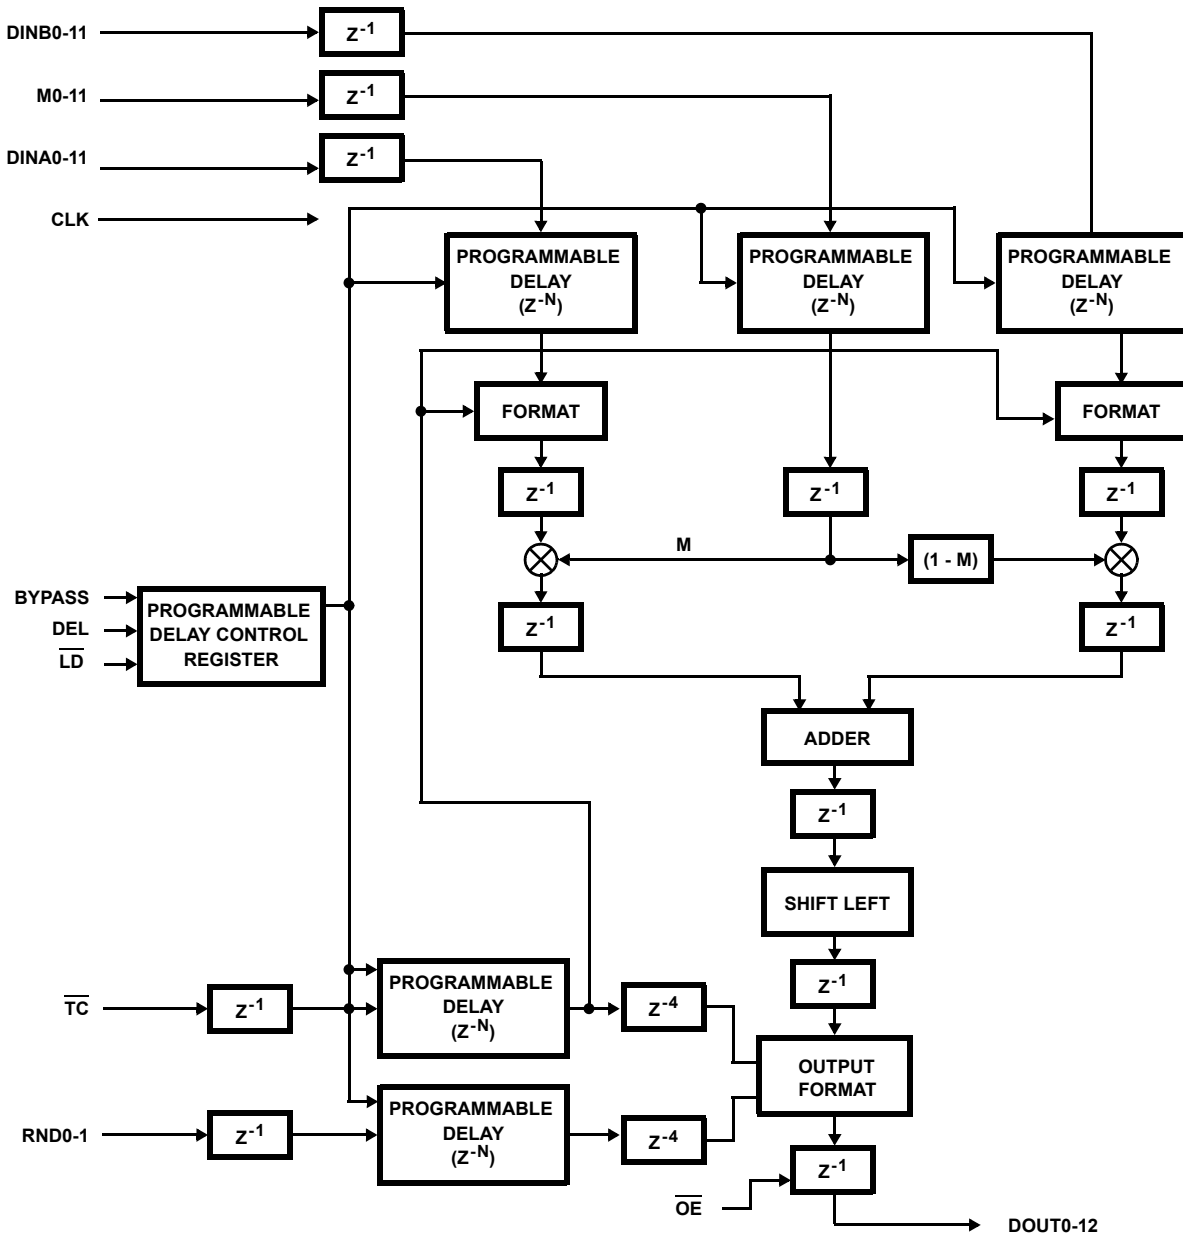 DINB0-11
Z-1
M0-11
Z-1
DINA0-11
Z-1
CLK
PROGRAMMABLE
DELAY
(Z-N)
PROGRAMMABLE
DELAY
(Z-N)
PROGRAMMABLE
DELAY
(Z-N)
FORMAT
FORMAT
Z-1
Z-1
Z-1
M
(1 - M)
BYPASS
DEL
LD
PROGRAMMABLE
DELAY CONTROL
REGISTER
Z-1
Z-1
ADDER
Z-1
SHIFT LEFT
Z-1
TC
Z-1
PROGRAMMABLE
DELAY
(Z-N)
Z-4
OUTPUT
FORMAT
RND0-1
Z-1
PROGRAMMABLE
DELAY
(Z-N)
Z-4
Z-1
OE
DOUT0-12